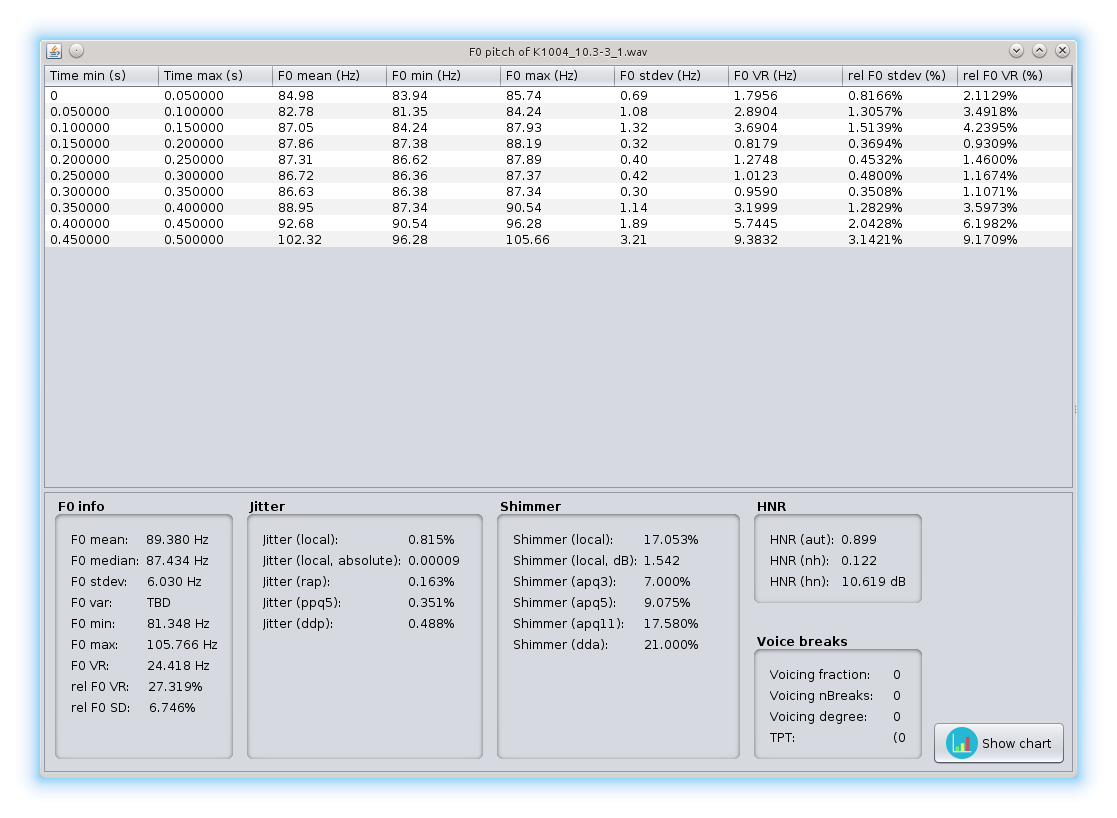 F0 pitch of K1004_10.3-3_1.wav
Time min (s) Time max (s) F0 mean (Hz) F0 min (Hz) F0 max (Hz) F0 stdev (Hz) F0 VR (Hz) rel F0 stdev (%) rel F0 VR (%)
0 0.050000 84.98 83.94 85.74 0.69 1.7956 0.8166% 2.1129%
0.050000 0.100000 82.78 81.35 84.24 1.08 2.8904 1.3057% 3.4918%
0.100000 0.150000 87.05 84.24 87.93 1.32 3.6904 1.5139% 4.2395%
0.150000 0.200000 87.86 87.38 88.19 0.32 0.8179 0.3694% 0.9309%
0.200000 0.250000 87.31 86.62 87.89 0.40 1.2748 0.4532% 1.4600%
0.250000 0.300000 86.72 86.36 87.37 0.42 1.0123 0.4800% 1.1674%
0.300000 0.350000 86.63 86.38 87.34 0.30 0.9590 0.3508% 1.1071%
0.350000 0.400000 88.95 87.34 90.54 1.14 3.1999 1.2829% 3.5973%
0.400000 0.450000 92.68 90.54 96.28 1.89 5.7445 2.0428% 6.1982%
0.450000 0.500000 102.32 96.28 105.66 3.21 9.3832 3.1421% 9.1709%
F0 info
F0 mean: 89.380 Hz
F0 median: 87.434 Hz
F0 stdev: 6.030 Hz
F0 var: TBD
F0 min: 81.348 Hz
F0 max: 105.766 Hz
F0 VR: 24.418 Hz
rel F0 VR: 27.319%
rel F0 SD: 6.746%
Jitter
Jitter (local): 0.815%
Jitter (local, absolute): 0.00009
Jitter (rap): 0.163%
Jitter (ppq5): 0.351%
Jitter (ddp): 0.488%
Shimmer
Shimmer (local): 17.053%
Shimmer (local, dB): 1.542
Shimmer (apq3): 7.000%
Shimmer (apq5): 9.075%
Shimmer (apq11): 17.580%
Shimmer (dda): 21.000%
HNR
HNR (aut): 0.899
HNR (nh): 0.122
HNR (hn): 10.619 dB
Voice breaks
Voicing fraction: 0
Voicing nBreaks: 0
Voicing degree: 0
TPT: (0
Show chart